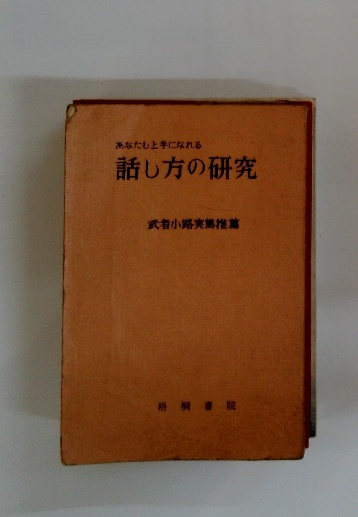 あなたも上手になれる
話し方の研究
武者小路実篤推薦
梧桐書院